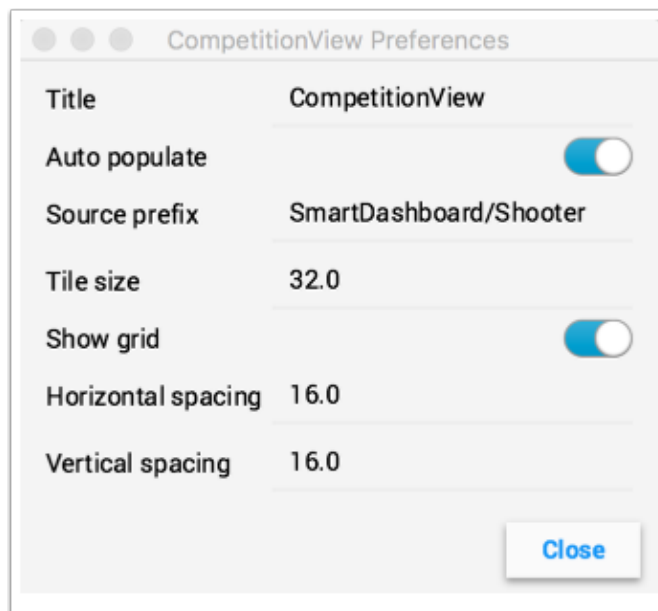 CompetitionView Preferences
Title CompetitionView
Auto populate
Source prefix SmartDashboard/Shooter
Tile size 32.0
Show grid
Horizontal spacing 16.0
Vertical spacing 16.0
Close